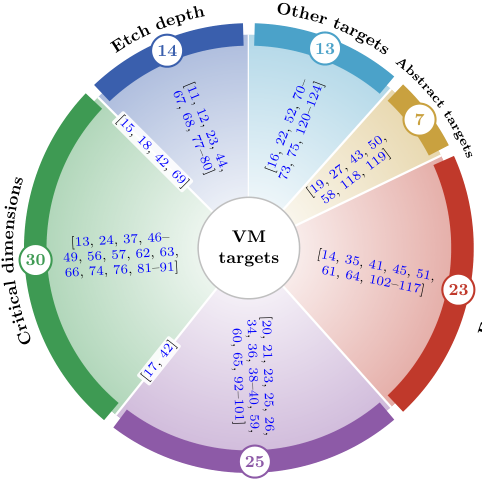 Etch depth
14
[11, 12, 23, 44,
67, 68, 77–80]
Other targets
13
[16, 22, 52, 70–
73, 75, 120–124]
Abstract targets
7
[19, 27, 43, 50,
58, 118, 119]
23
[14, 35, 41, 45, 51,
61, 64, 102–117]
25
[20, 21, 23, 25, 26,
34, 36, 38–40, 59,
60, 65, 92–101]
[17, 42]
Critical dimensions
30
[13, 24, 37, 46–
49, 56, 57, 62, 63,
66, 74, 76, 81–91]
[15, 18, 42, 69]
VM
targets